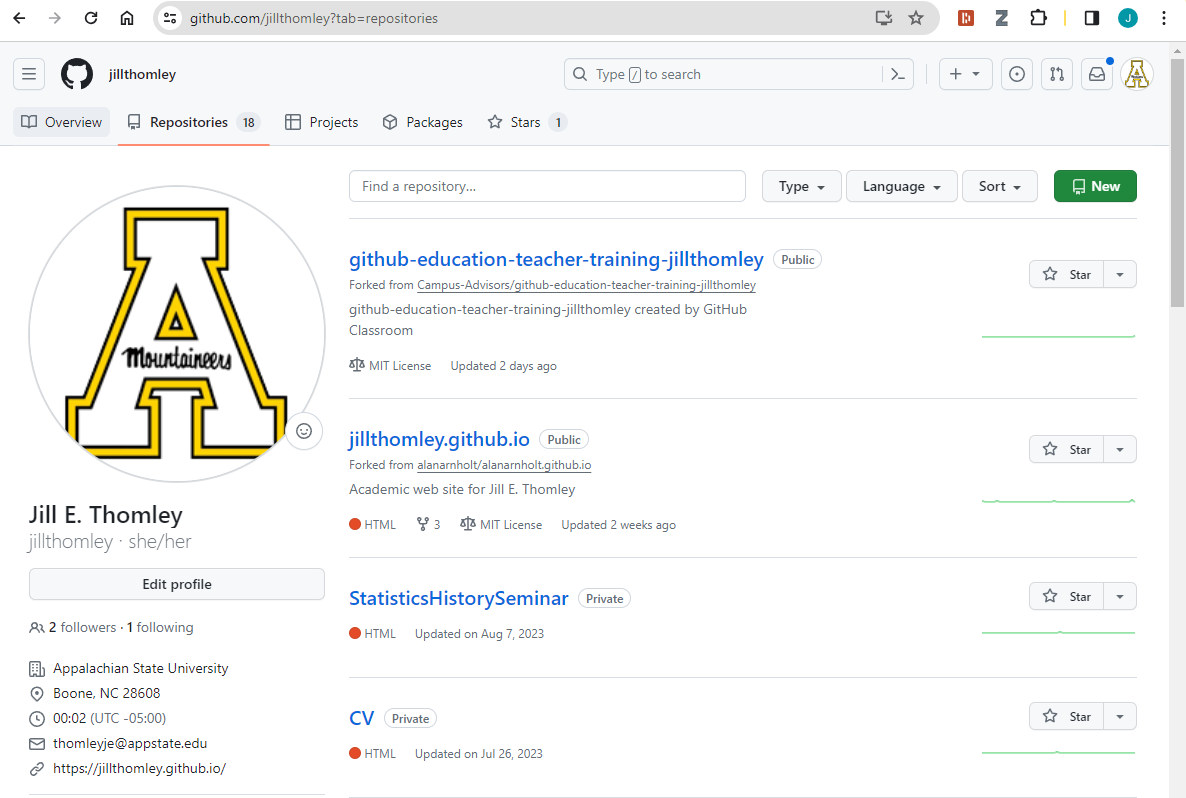 github.com/jillthomley?tab=repositories
J
jillthomley
Type / to search
Overview Repositories 18 Projects Packages Stars 1
Find a repository... Type Language Sort New
A
Mountaineers
github-education-teacher-training-jillthomley Public
Star
Forked from Campus-Advisors/github-education-teacher-training-jillthomley
github-education-teacher-training-jillthomley created by GitHub
Classroom
MIT License Updated 2 days ago
jillthomley.github.io Public
Star
Forked from alanarnholt/alanarnholt.github.io
Academic web site for Jill E. Thomley
HTML 3 MIT License Updated 2 weeks ago
StatisticsHistorySeminar Private
Star
HTML Updated on Aug 7, 2023
CV Private
Star
HTML Updated on Jul 26, 2023
Jill E. Thomley
jillthomley · she/her
Edit profile
2 followers · 1 following
Appalachian State University
Boone, NC 28608
00:02 (UTC -05:00)
thomleyje@appstate.edu
https://jillthomley.github.io/